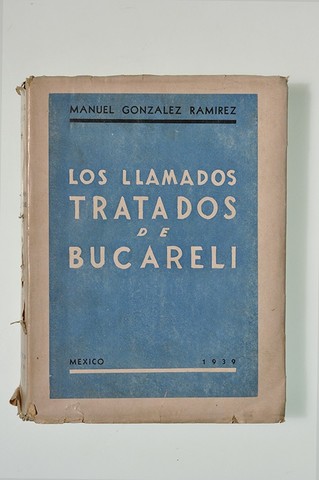 MANUEL GONZALEZ RAMIREZ
LOS LLAMADOS
TRATADOS
DE
BUCARELI
MEXICO 1939